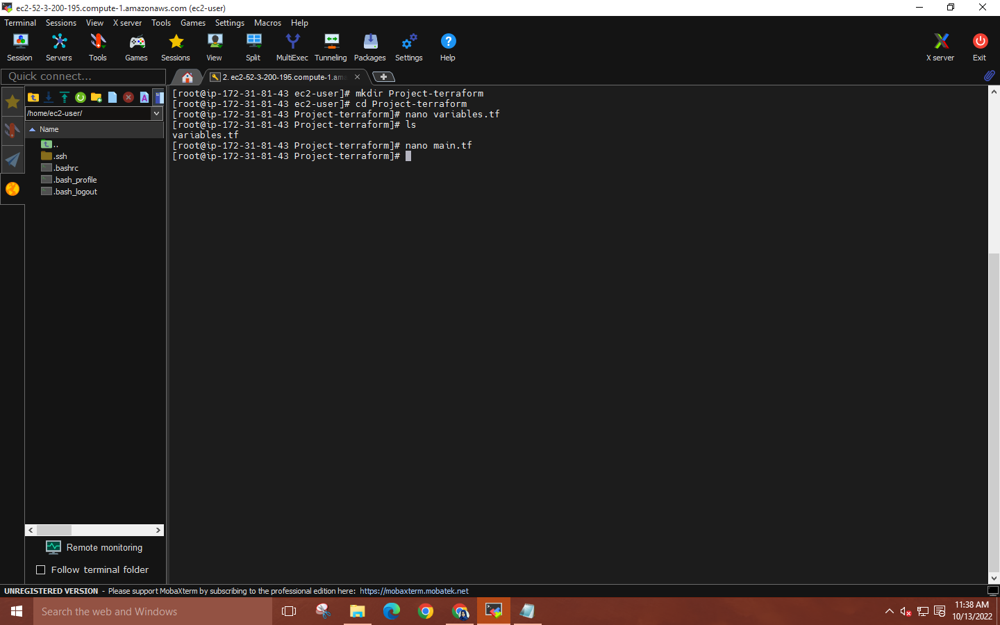 ec2-52-3-200-195.compute-1.amazonaws.com (ec2-user)
Terminal Sessions View X server Tools Games Settings Macros Help
Session Servers Tools Games Sessions View Split MultiExec Tunneling Packages Settings Help X server Exit
Quick connect...
2. ec2-52-3-200-195.compute-1.ama
/home/ec2-user/
Name
..
.ssh
.bashrc
.bash_profile
.bash_logout
[root@ip-172-31-81-43 ec2-user]# mkdir Project-terraform
[root@ip-172-31-81-43 ec2-user]# cd Project-terraform
[root@ip-172-31-81-43 Project-terraform]# nano variables.tf
[root@ip-172-31-81-43 Project-terraform]# ls
variables.tf
[root@ip-172-31-81-43 Project-terraform]# nano main.tf
[root@ip-172-31-81-43 Project-terraform]#
Remote monitoring
Follow terminal folder
UNREGISTERED VERSION - Please support MobaXterm by subscribing to the professional edition here: https://mobaxterm.mobatek.net
Search the web and Windows
11:38 AM
10/13/2022